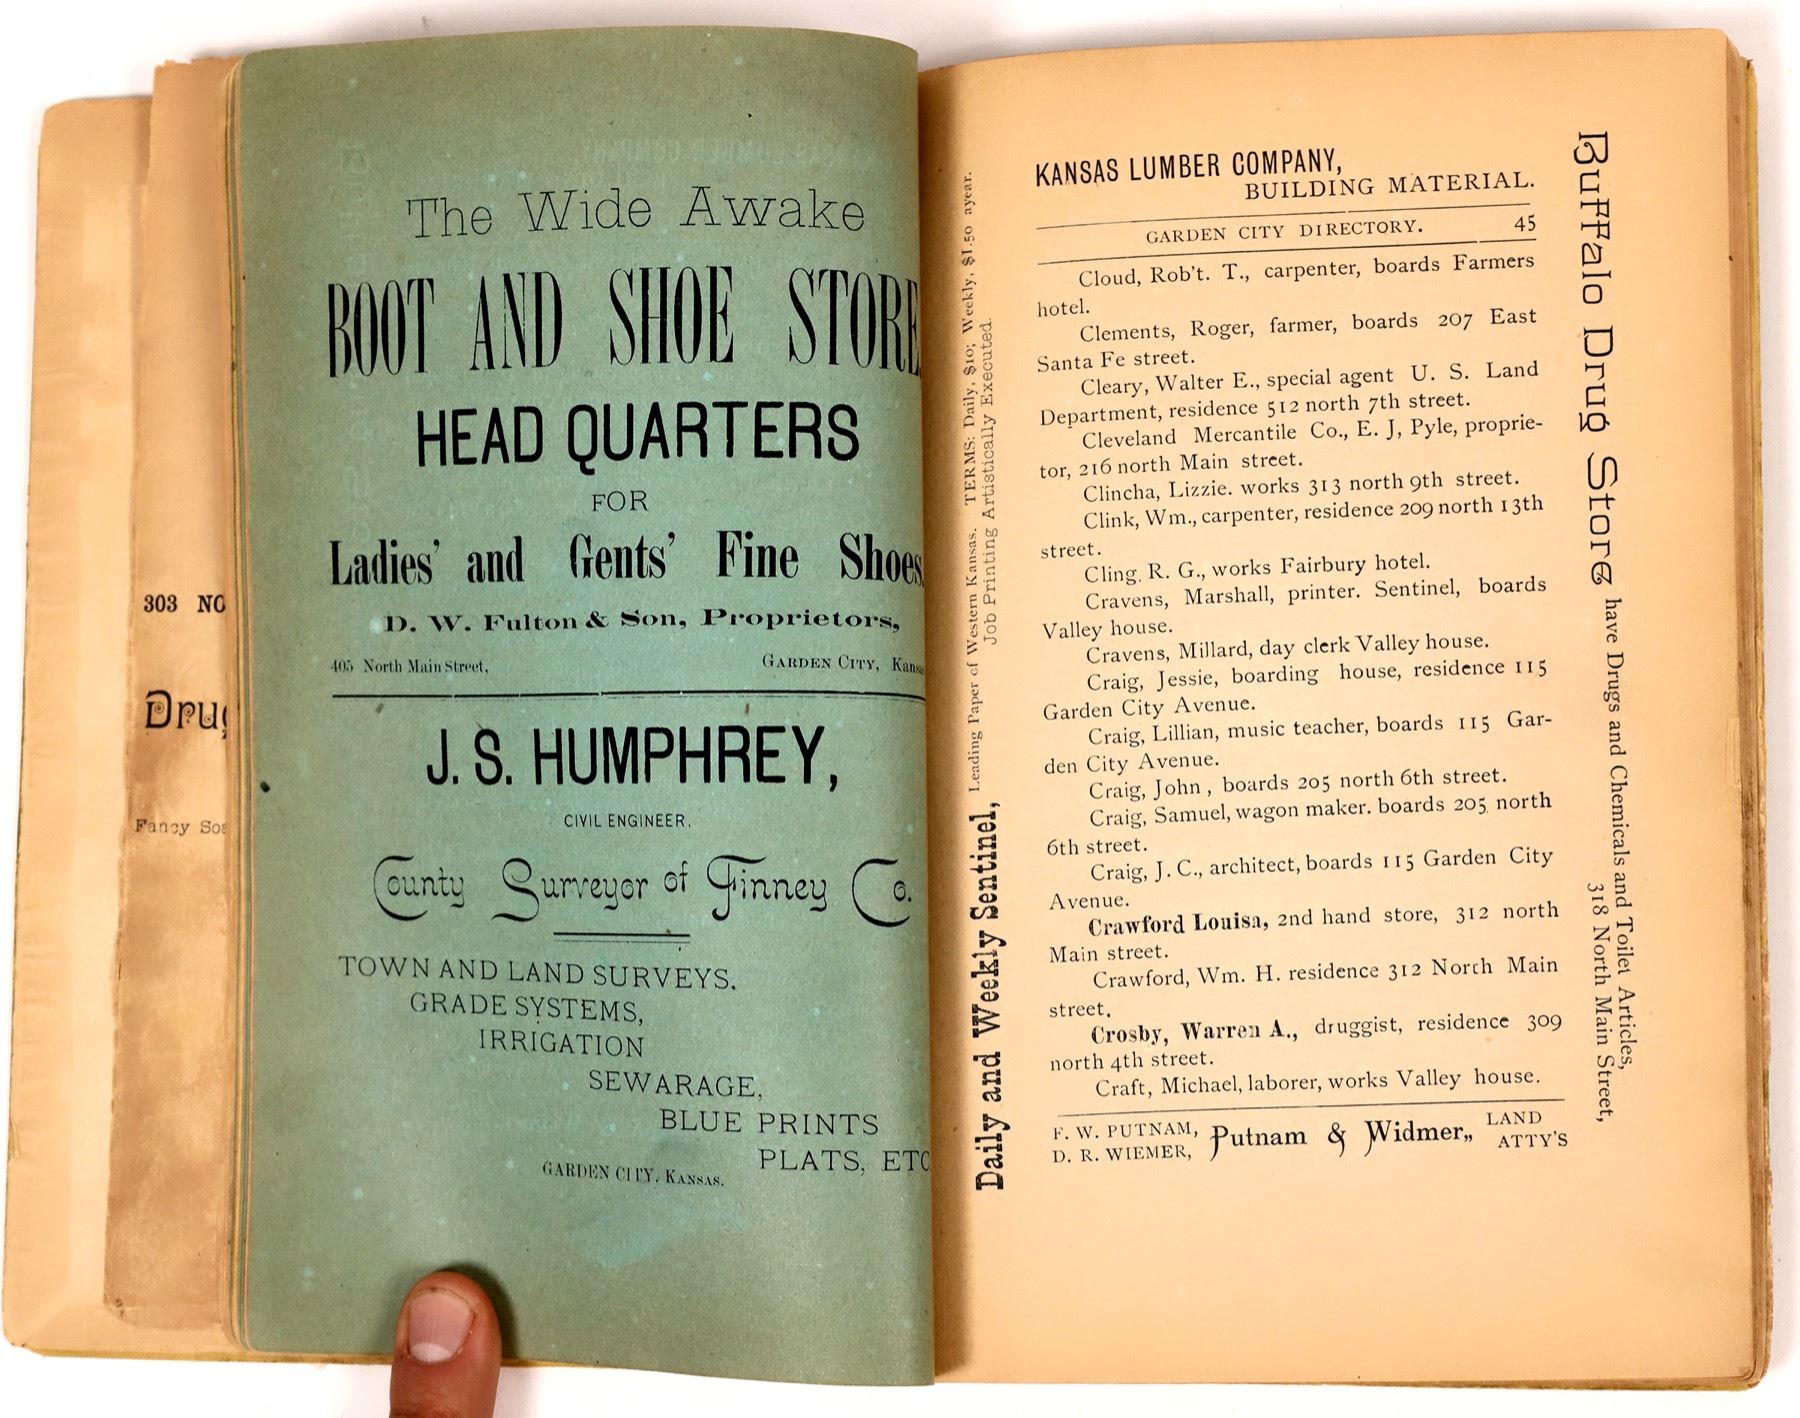 303 NO
Drug
Fancy Soa
The Wide Awake
BOOT AND SHOE STORE
HEAD QUARTERS
FOR
Ladies' and Gents' Fine Shoes.
D. W. Fulton & Son, Proprietors,
405 North Main Street, GARDEN CITY, Kansas
J. S. HUMPHREY,
CIVIL ENGINEER.
County Surveyor of Finney Co.
TOWN AND LAND SURVEYS.
GRADE SYSTEMS,
IRRIGATION
SEWARAGE,
BLUE PRINTS
PLATS, ETC
GARDEN CITY, KANSAS.
Daily and Weekly Sentinel, Leading Paper of Western Kansas. TERMS: Daily, $10; Weekly, $1.50 ayear.
Job Printing Artistically Executed.
KANSAS LUMBER COMPANY,
BUILDING MATERIAL.
GARDEN CITY DIRECTORY. 45
Cloud, Rob't. T., carpenter, boards Farmers
hotel.
Clements, Roger, farmer, boards 207 East
Santa Fe street.
Cleary, Walter E., special agent U. S. Land
Department, residence 512 north 7th street.
Cleveland Mercantile Co., E. J, Pyle, proprie-
tor, 216 north Main street.
Clincha, Lizzie. works 313 north 9th street.
Clink, Wm., carpenter, residence 209 north 13th
street.
Cling. R. G., works Fairbury hotel.
Cravens, Marshall, printer. Sentinel, boards
Valley house.
Cravens, Millard, day clerk Valley house.
Craig, Jessie, boarding house, residence 115
Garden City Avenue.
Craig, Lillian, music teacher, boards 115 Gar-
den City Avenue.
Craig, John , boards 205 north 6th street.
Craig, Samuel, wagon maker. boards 205 north
6th street.
Craig, J. C., architect, boards 115 Garden City
Avenue.
Crawford Louisa, 2nd hand store, 312 north
Main street.
Crawford, Wm. H. residence 312 North Main
street.
Crosby, Warren A., druggist, residence 309
north 4th street.
Craft, Michael, laborer, works Valley house.
F. W. PUTNAM, Putnam & Widmer,, LAND
D. R. WIEMER, ATTY'S
Buffalo Drug Store have Drugs and Chemicals and Toilet Articles,
318 North Main Street,